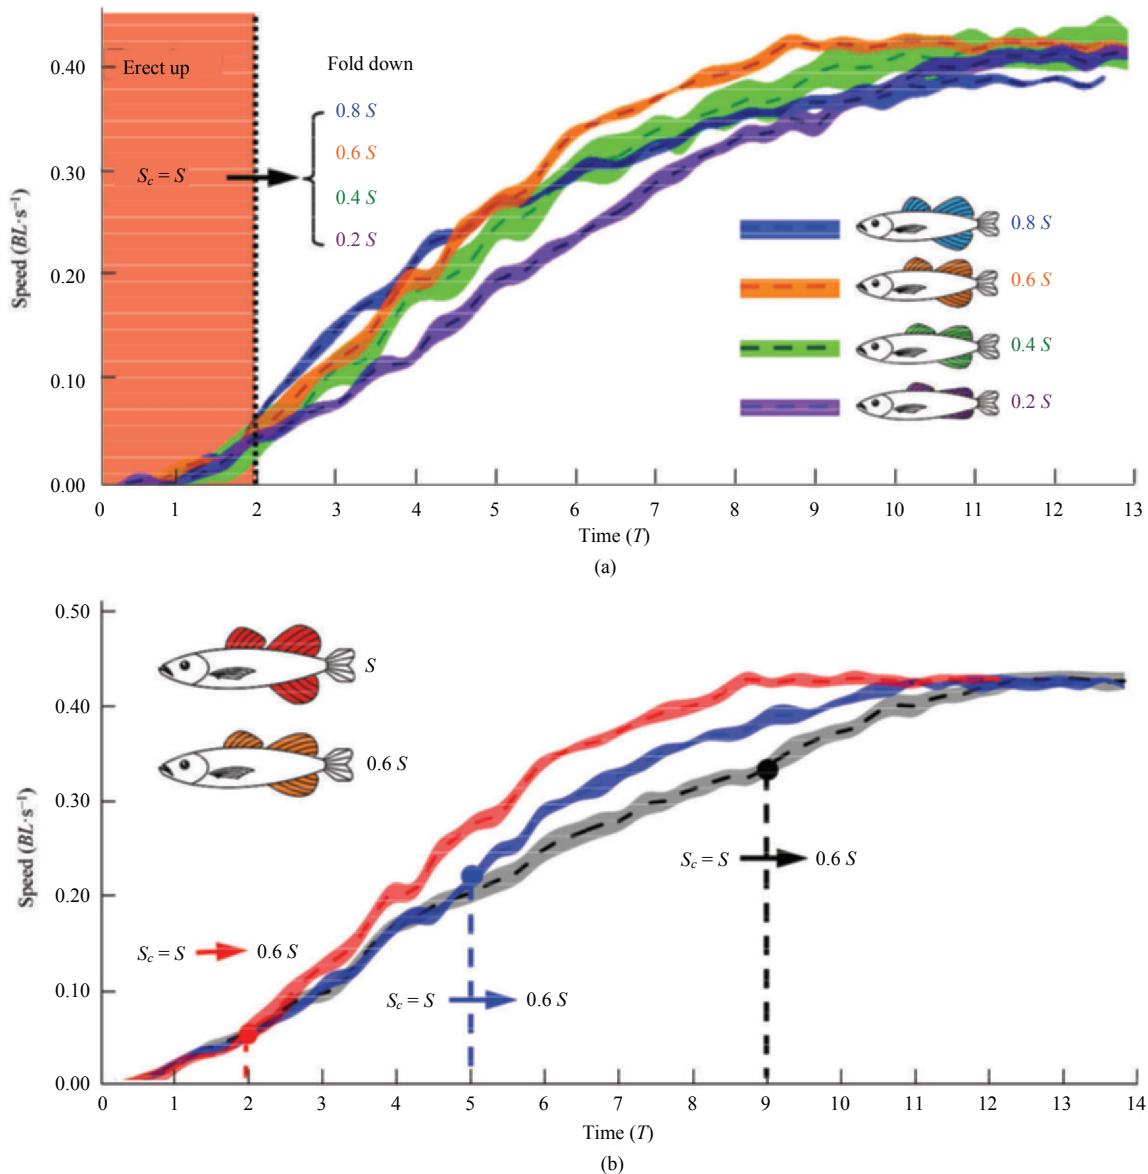 0.40
0.30
0.20
0.10
0.00
Speed (BL·s⁻¹)
Erect up
Fold down
S_c = S
0.8 S
0.6 S
0.4 S
0.2 S
0.8 S
0.6 S
0.4 S
0.2 S
0 1 2 3 4 5 6 7 8 9 10 11 12 13
Time (T)
(a)
0.50
0.40
0.30
0.20
0.10
0.00
Speed (BL·s⁻¹)
S
0.6 S
S_c = S 0.6 S
S_c = S 0.6 S
S_c = S 0.6 S
0 1 2 3 4 5 6 7 8 9 10 11 12 13 14
Time (T)
(b)